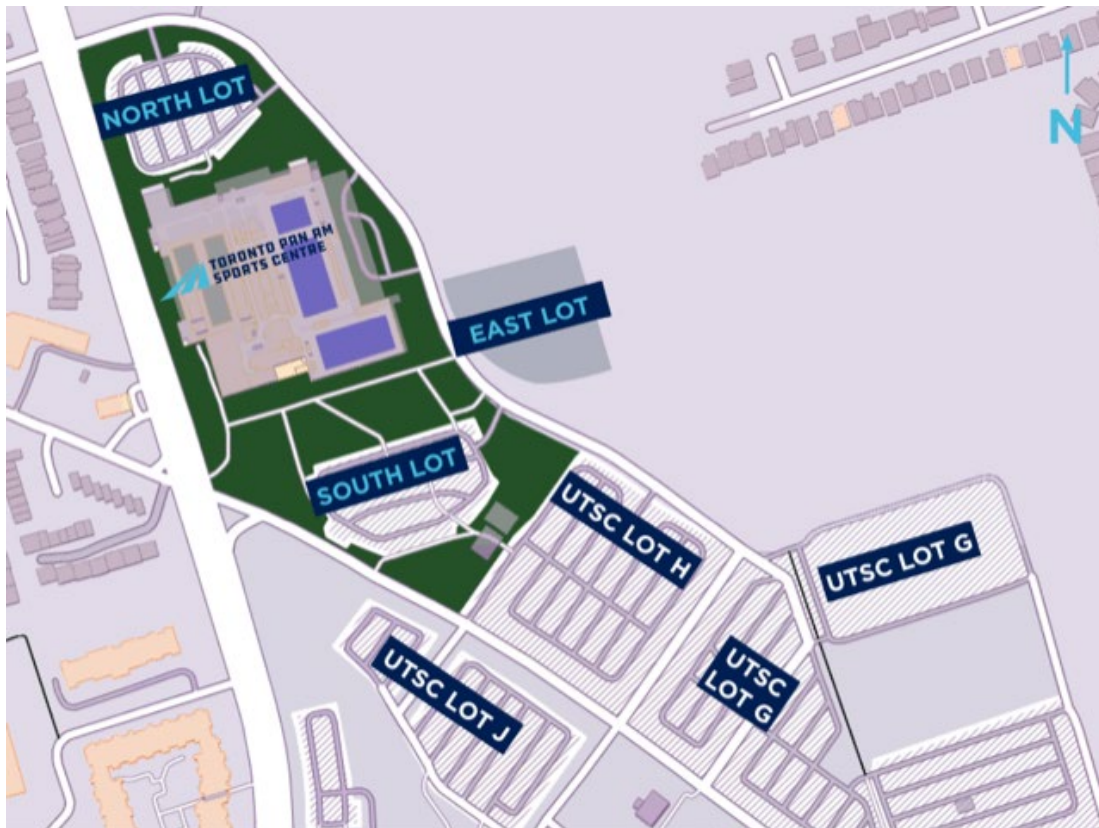 NORTH LOT
N
TORONTO PAN AM
SPORTS CENTRE
EAST LOT
SOUTH LOT
UTSC LOT H
UTSC LOT G
UTSC
LOT G
UTSC LOT J